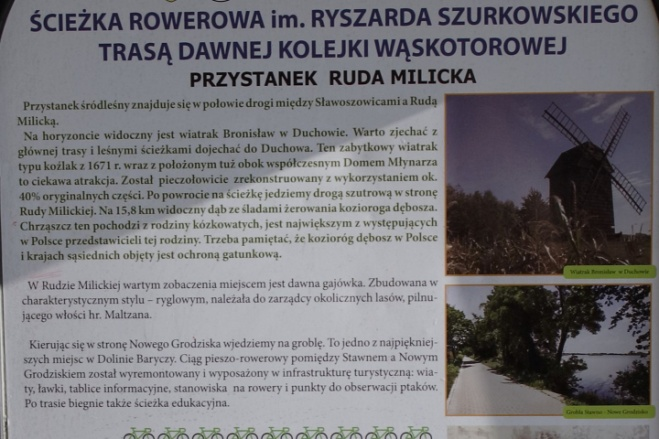 ŚCIEŻKA ROWEROWA im. RYSZARDA SZURKOWSKIEGO
TRASĄ DAWNEJ KOLEJKI WĄSKOTOROWEJ
PRZYSTANEK RUDA MILICKA
Przystanek śródleśny znajduje się w połowie drogi między Sławoszowicami a Rudą
Milicką.
Na horyzoncie widoczny jest wiatrak Bronisław w Duchowie. Warto zjechać z
głównej trasy i leśnymi ścieżkami dojechać do Duchowa. Ten zabytkowy wiatrak
typu koźlak z 1671 r. wraz z położonym tuż obok współczesnym Domem Młynarza
to ciekawa atrakcja. Został pieczołowicie zrekonstruowany z wykorzystaniem ok.
40% oryginalnych części. Po powrocie na ścieżkę jedziemy drogą szutrową w stronę
Rudy Milickiej. Na 15,8 km widoczny dąb ze śladami żerowania kozioroga dębosza.
Chrząszcz ten pochodzi z rodziny kózkowatych, jest największym z występujących
w Polsce przedstawicieli tej rodziny. Trzeba pamiętać, że kozioróg dębosz w Polsce
i krajach sąsiednich objęty jest ochroną gatunkową.
W Rudzie Milickiej wartym zobaczenia miejscem jest dawna gajówka. Zbudowana w
charakterystycznym stylu – ryglowym, należała do zarządcy okolicznych lasów, pilnu-
jącego włości hr. Maltzana.
Kierując się w stronę Nowego Grodziska wjedziemy na groblę. To jedno z najpiękniej-
szych miejsc w Dolinie Baryczy. Ciąg pieszo-rowerowy pomiędzy Stawnem a Nowym
Grodziskiem został wyremontowany i wyposażony w infrastrukturę turystyczną: wia-
ty, ławki, tablice informacyjne, stanowiska na rowery i punkty do obserwacji ptaków.
Po trasie biegnie także ścieżka edukacyjna.
Wiatrak Bronisław w Duchowie
Grobla Stawno - Nowe Grodzisko